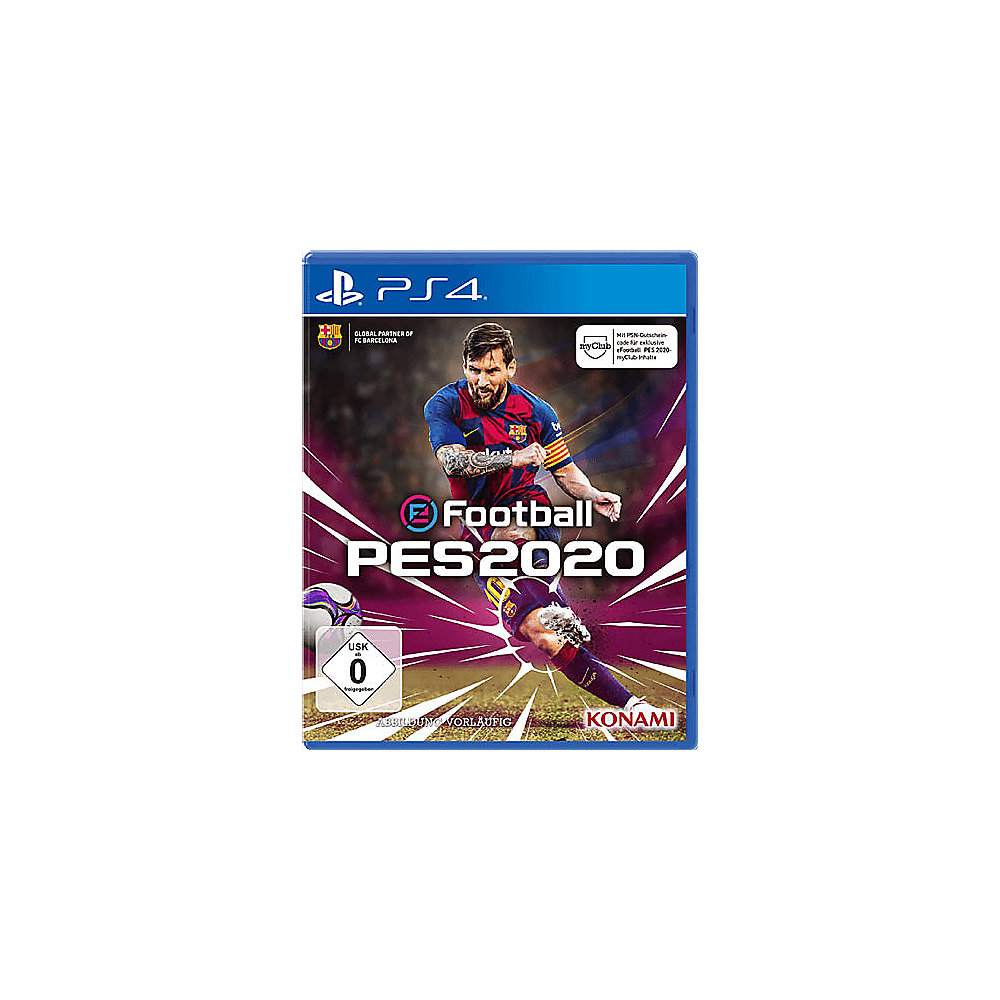 PS4
GLOBAL PARTNER OF
FC BARCELONA
myClub
Mit PSN-Gutschein-
code für exklusive
eFootball PES 2020-
myClub-Inhalte
Football
PES2020
USK
ab
0
freigegeben
ABBILDUNG VORLÄUFIG
KONAMI